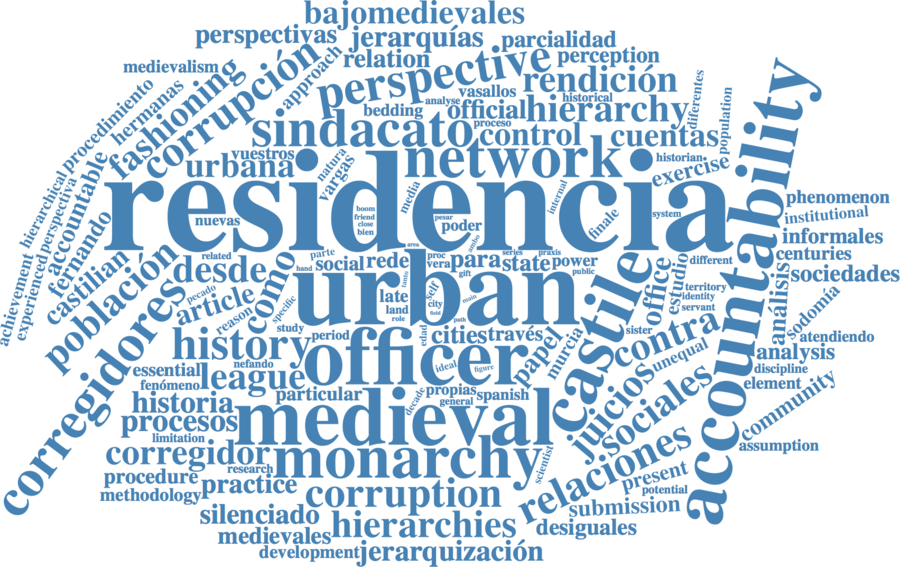 bajomedievales
perspectivas
jerarquías
parcialidad
medievalism
relation
perception
approach
perspective
rendición
procedimiento
hermanas
fashioning
corrupción
vasallos
analyse
historical
bedding
official
hierarchy
diferentes
population
sindacato
proceso
control
cuentas
accountability
urbana
vuestros
natura
vargas
network
historian
exercise
hierarchical
accountable
residencia
media
internal
phenomenon
institutional
achievement
perspectiva
experienced
fernando
castilian
nuevas
boom
friend
close
bien
pesar
poder
ambo
finale
system
informales
centuries
población
related
parte
area
series
praxis
desde
como
hand
social
rede
proc
vera
para
gift
state
power
public
different
sociedades
corregidores
pecado
article
specific
urban
late
land
role
self
city
field
main
path
castile
office
estudio
territory
identity
servant
análisis
sodomía
reason
study
period
edad
cities
través
sister
contra
atendiendo
history
officer
ideal
figure
papel
murcia
unequal
analysis
essential
fenómeno
nefando
league
particular
decade
propias
spanish
general
juicios
sociales
discipline
element
historia
procesos
limitation
medieval
community
assumption
corregidor
research
monarchy
scientist
relaciones
procedure
methodology
practice
corruption
present
potential
submission
silenciado
hierarchies
desiguales
medievales
development
jerarquización